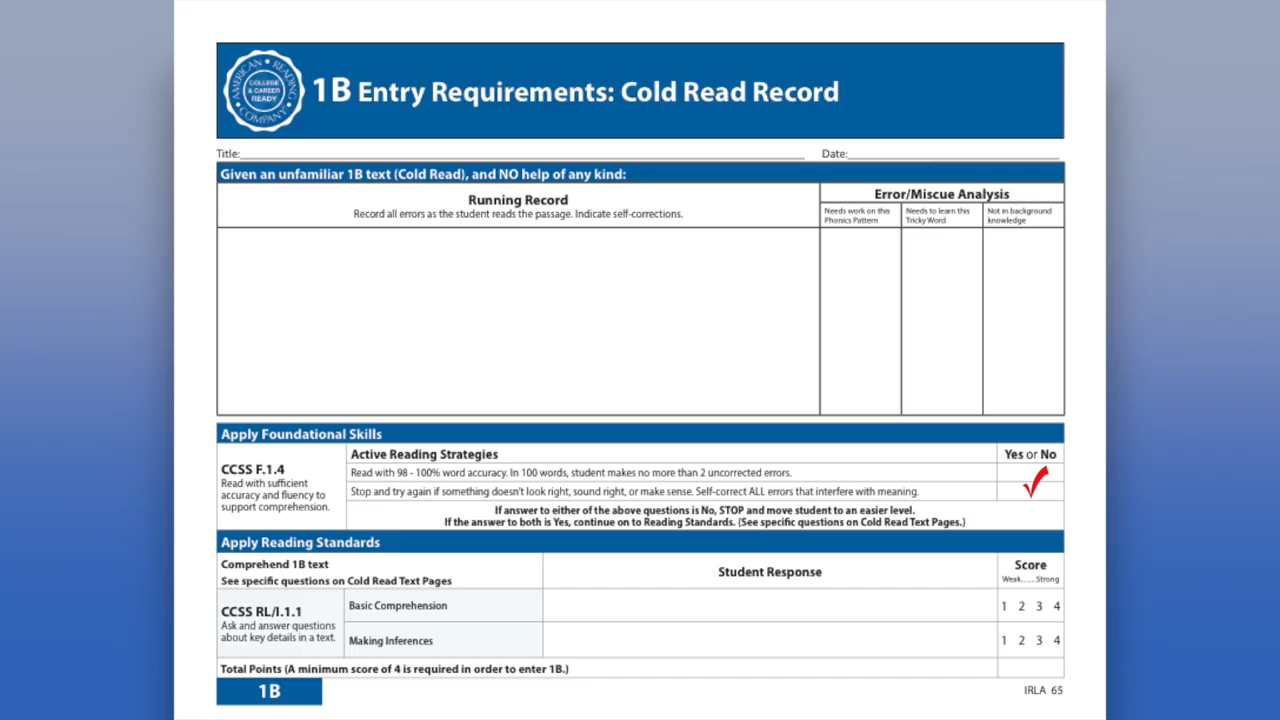 AMERICAN READING COMPANY
COLLEGE
& CAREER
READY
1B Entry Requirements: Cold Read Record
Title:
Date:
Given an unfamiliar 1B text (Cold Read), and NO help of any kind:
Running Record
Record all errors as the student reads the passage. Indicate self-corrections.
Error/Miscue Analysis
Needs work on this
Phonics Pattern
Needs to learn this
Tricky Word
Not in background
knowledge
Apply Foundational Skills
CCSS F.1.4
Read with sufficient
accuracy and fluency to
support comprehension.
Active Reading Strategies
Yes or No
Read with 98 - 100% word accuracy. In 100 words, student makes no more than 2 uncorrected errors.
Stop and try again if something doesn't look right, sound right, or make sense. Self-correct ALL errors that interfere with meaning.
If answer to either of the above questions is No, STOP and move student to an easier level.
If the answer to both is Yes, continue on to Reading Standards. (See specific questions on Cold Read Text Pages.)
Apply Reading Standards
Comprehend 1B text
See specific questions on Cold Read Text Pages
Student Response
Score
Weak.......Strong
CCSS RL/I.1.1
Ask and answer questions
about key details in a text.
Basic Comprehension
1 2 3 4
Making Inferences
1 2 3 4
Total Points (A minimum score of 4 is required in order to enter 1B.)
1B
IRLA 65